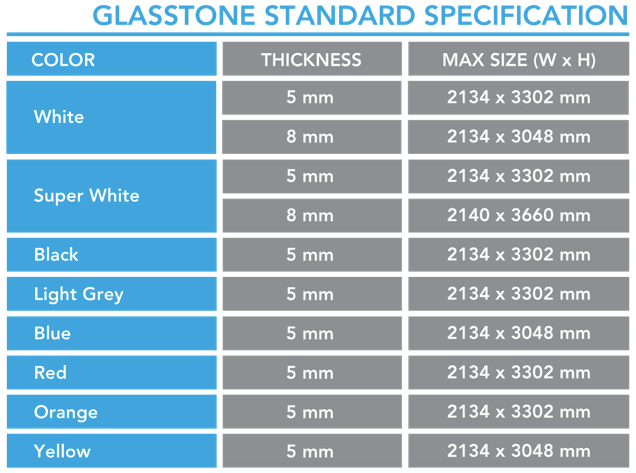 GLASSTONE STANDARD SPECIFICATION
COLOR THICKNESS MAX SIZE (W x H)
White
5 mm 2134 x 3302 mm
8 mm 2134 x 3048 mm
Super White
5 mm 2134 x 3302 mm
8 mm 2140 x 3660 mm
Black 5 mm 2134 x 3302 mm
Light Grey 5 mm 2134 x 3302 mm
Blue 5 mm 2134 x 3048 mm
Red 5 mm 2134 x 3302 mm
Orange 5 mm 2134 x 3302 mm
Yellow 5 mm 2134 x 3048 mm